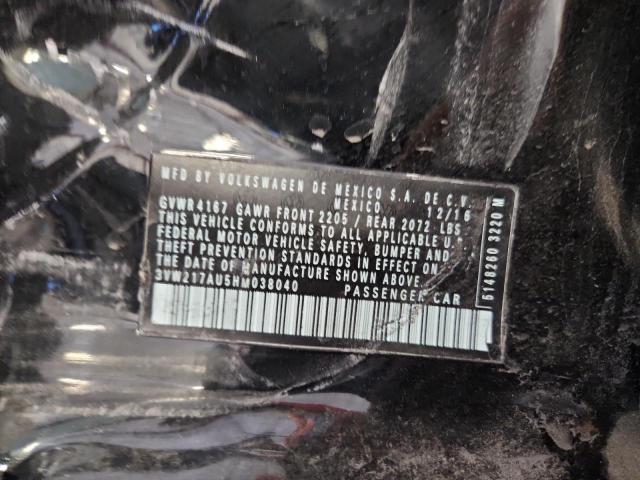 MFD BY VOLKSWAGEN DE MEXICO S.A. DE C.V.
MEXICO 12/16
GVWR 4167 GAWR FRONT 2205 / REAR 2072 LBS
THIS VEHICLE CONFORMS TO ALL APPLICABLE U.S.
FEDERAL MOTOR VEHICLE SAFETY, BUMPER AND
THEFT PREVENTION STANDARDS IN EFFECT ON
THE DATE OF MANUFACTURE SHOWN ABOVE.
3VW217AU5HM038040 PASSENGER CAR
6148260 3220 M